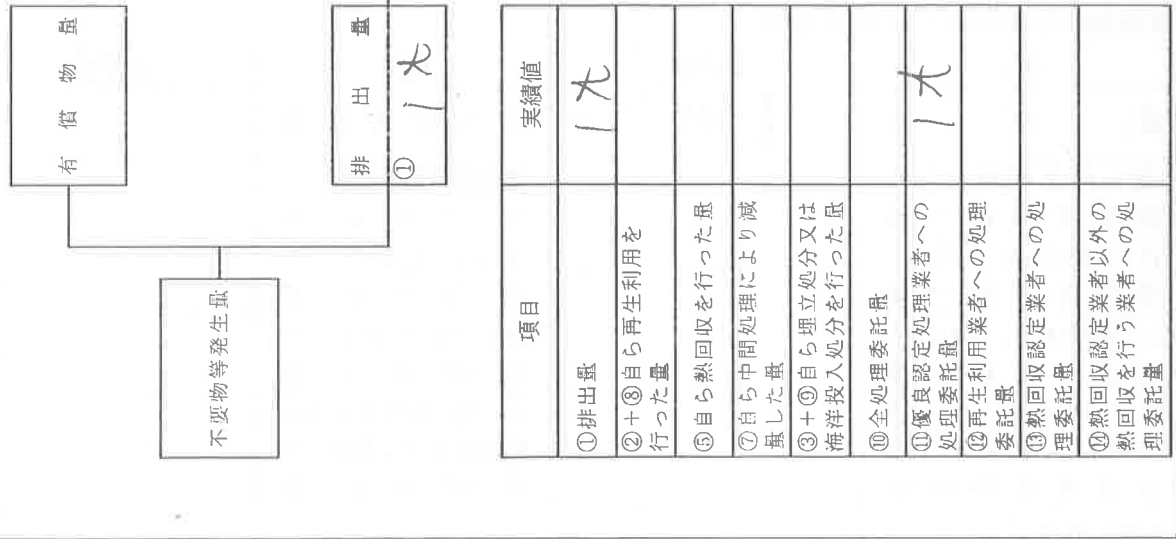 有償物量
不要物等発生量
排出量
①
1大
項目
実績値
①排出量
1大
②+⑧自ら再生利用を
行った量
⑤自ら熱回収を行った量
⑦自ら中間処理により減
量した量
③+⑨自ら埋立処分又は
海洋投入処分を行った量
⑩全処理委託量
⑪優良認定処理業者への
処理委託量
1大
⑫再生利用業者への処理
委託量
⑬熱回収認定業者への処
理委託量
⑭熱回収認定業者以外の
熱回収を行う業者への処
理委託量